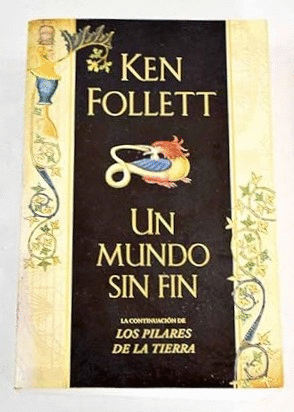 KEN
FOLLETT
UN
MUNDO
SIN FIN
LA CONTINUACIÓN DE
LOS PILARES
DE LA TIERRA